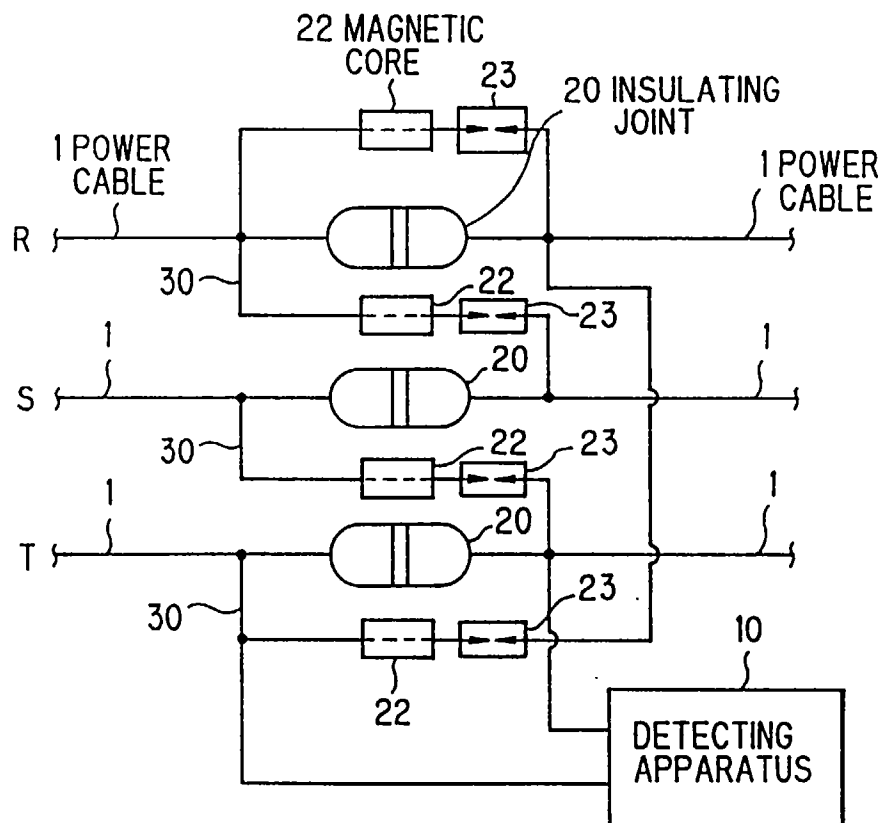 22 MAGNETIC
CORE
23
20 INSULATING
JOINT
1 POWER
CABLE
1 POWER
CABLE
R
30
22
23
1
20
1
S
30
22
23
1
20
1
T
30
23
22
10
DETECTING
APPARATUS